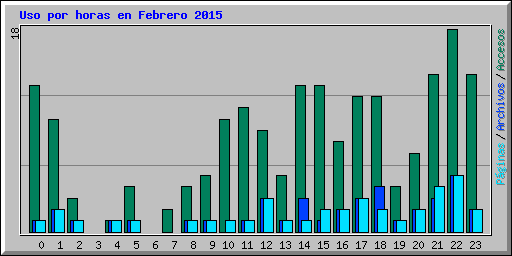 Uso por horas en Febrero 2015
18
Páginas / Archivos / Accesos
0 1 2 3 4 5 6 7 8 9 10 11 12 13 14 15 16 17 18 19 20 21 22 23